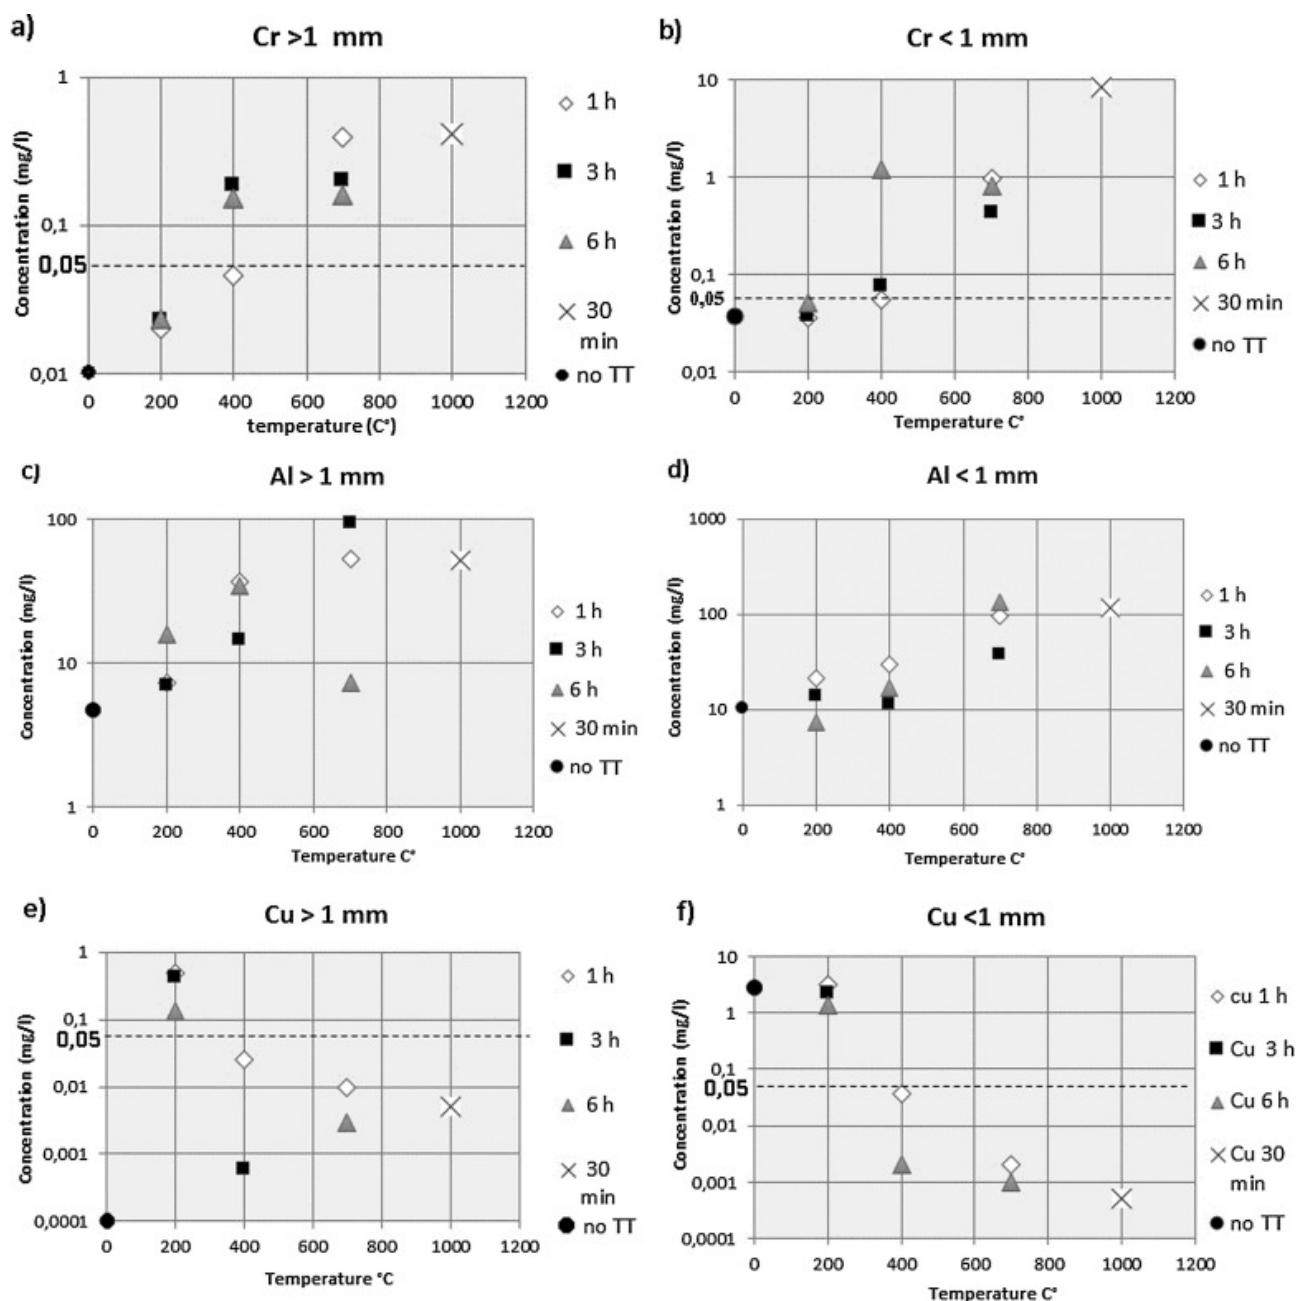 a)
Cr >1 mm
Concentration (mg/l)
1
0,1
0,05
0,01
0 200 400 600 800 1000 1200
temperature (C°)
1 h
3 h
6 h
30
min
no TT
b)
Cr < 1 mm
Concentration (mg/l)
10
1
0,1
0,05
0,01
0 200 400 600 800 1000 1200
Temperature C°
1 h
3 h
6 h
30 min
no TT
c)
Al > 1 mm
Concentration (mg/l)
100
10
1
0 200 400 600 800 1000 1200
Temperature C°
1 h
3 h
6 h
30 min
no TT
d)
Al < 1 mm
Concentration (mg/l)
1000
100
10
1
0 200 400 600 800 1000 1200
Temperature C°
1 h
3 h
6 h
30 min
no TT
e)
Cu > 1 mm
Concentration (mg/l)
1
0,1
0,05
0,01
0,001
0,0001
0 200 400 600 800 1000 1200
Temperature °C
1 h
3 h
6 h
30
min
no TT
f)
Cu <1 mm
Concentration (mg/l)
10
1
0,1
0,05
0,01
0,001
0,0001
0 200 400 600 800 1000 1200
Temperature C°
cu 1 h
Cu 3 h
Cu 6 h
Cu 30
min
no TT